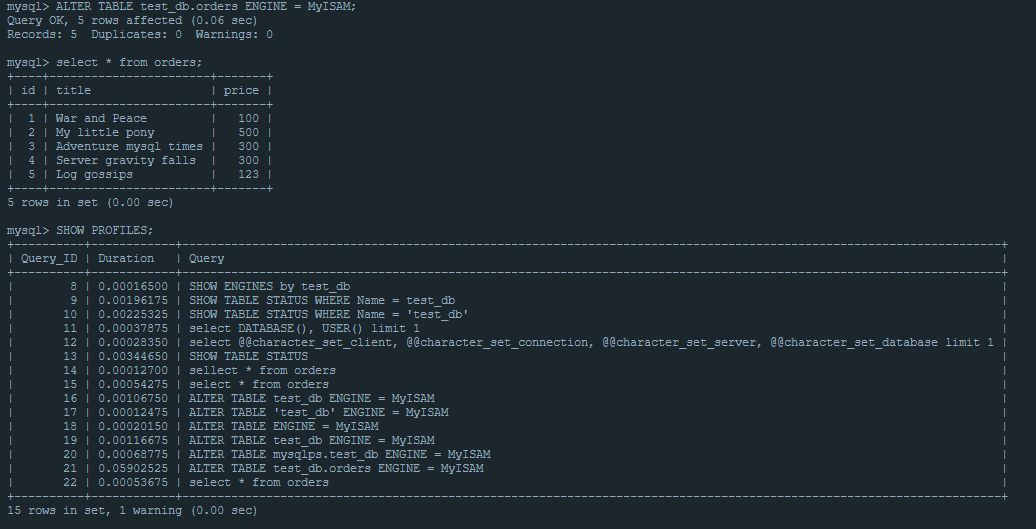 mysql> ALTER TABLE test_db.orders ENGINE = MyISAM;
Query OK, 5 rows affected (0.06 sec)
Records: 5  Duplicates: 0  Warnings: 0

mysql> select * from orders;
+----+-----------------------+-------+
| id | title                 | price |
+----+-----------------------+-------+
|  1 | War and Peace         |   100 |
|  2 | My little pony        |   500 |
|  3 | Adventure mysql times |   300 |
|  4 | Server gravity falls  |   300 |
|  5 | Log gossips           |   123 |
+----+-----------------------+-------+
5 rows in set (0.00 sec)

mysql> SHOW PROFILES;
+----------+------------+--------------------------------------------------------------------------------------------------------------------+
| Query_ID | Duration   | Query                                                                                                              |
+----------+------------+--------------------------------------------------------------------------------------------------------------------+
|        8 | 0.00016500 | SHOW ENGINES by test_db                                                                                            |
|        9 | 0.00196175 | SHOW TABLE STATUS WHERE Name = test_db                                                                             |
|       10 | 0.00225325 | SHOW TABLE STATUS WHERE Name = 'test_db'                                                                           |
|       11 | 0.00037875 | select DATABASE(), USER() limit 1                                                                                  |
|       12 | 0.00028350 | select @@character_set_client, @@character_set_connection, @@character_set_server, @@character_set_database limit 1 |
|       13 | 0.00344650 | SHOW TABLE STATUS                                                                                                  |
|       14 | 0.00012700 | sellect * from orders                                                                                              |
|       15 | 0.00054275 | select * from orders                                                                                               |
|       16 | 0.00106750 | ALTER TABLE test_db ENGINE = MyISAM                                                                                |
|       17 | 0.00012475 | ALTER TABLE 'test_db' ENGINE = MyISAM                                                                              |
|       18 | 0.00020150 | ALTER TABLE ENGINE = MyISAM                                                                                        |
|       19 | 0.00116675 | ALTER TABLE test_db ENGINE = MyISAM                                                                                |
|       20 | 0.00068775 | ALTER TABLE mysqlps.test_db ENGINE = MyISAM                                                                        |
|       21 | 0.05902525 | ALTER TABLE test_db.orders ENGINE = MyISAM                                                                         |
|       22 | 0.00053675 | select * from orders                                                                                               |
+----------+------------+--------------------------------------------------------------------------------------------------------------------+
15 rows in set, 1 warning (0.00 sec)